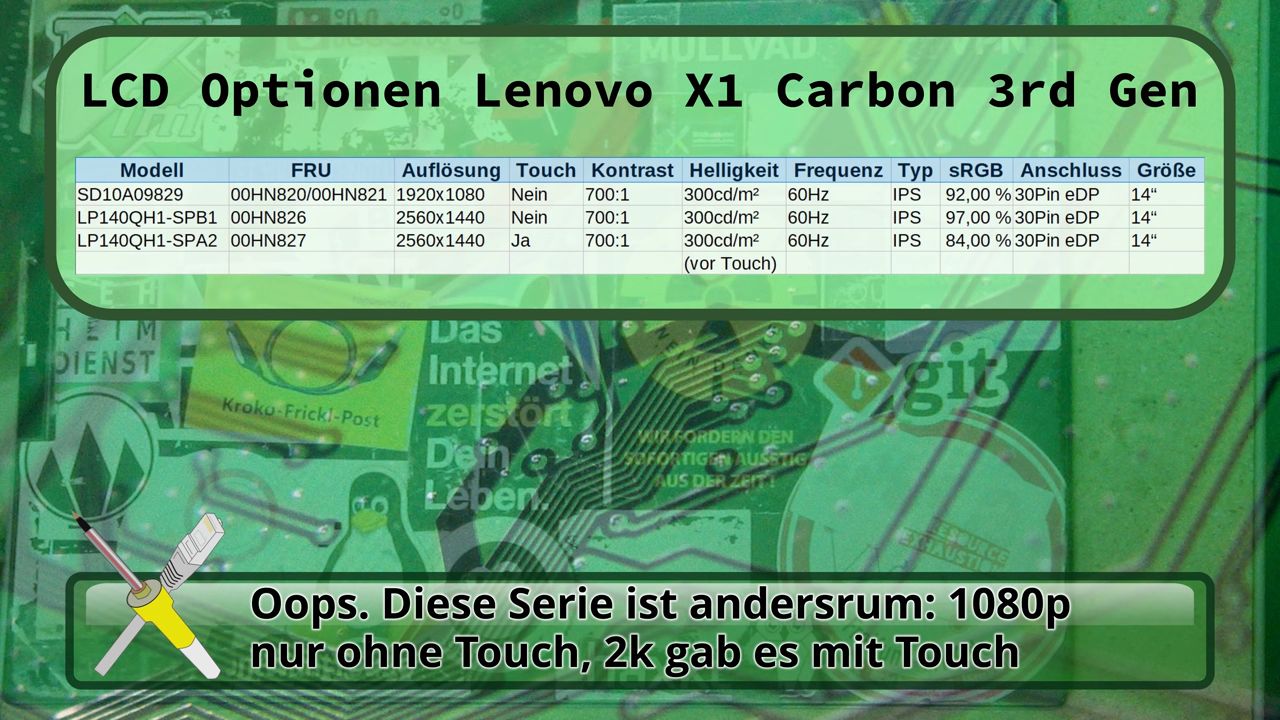 MULLVAD VPN
LCD Optionen Lenovo X1 Carbon 3rd Gen
Modell FRU Auflösung Touch Kontrast Helligkeit Frequenz Typ sRGB Anschluss Größe
SD10A09829 00HN820/00HN821 1920x1080 Nein 700:1 300cd/m² 60Hz IPS 92,00 % 30Pin eDP 14“
LP140QH1-SPB1 00HN826 2560x1440 Nein 700:1 300cd/m² 60Hz IPS 97,00 % 30Pin eDP 14“
LP140QH1-SPA2 00HN827 2560x1440 Ja 700:1 300cd/m² 60Hz IPS 84,00 % 30Pin eDP 14“
(vor Touch)
HEIM
DIENST
Kroko-Frickl-Post
Das
Internet
zerstört
Dein
Leben.
git
WIR FORDERN DEN
SOFORTIGEN AUSSTIG
AUS DER ZEIT!
RESOURCE
EXHAUSTION
Oops. Diese Serie ist andersrum: 1080p
nur ohne Touch, 2k gab es mit Touch